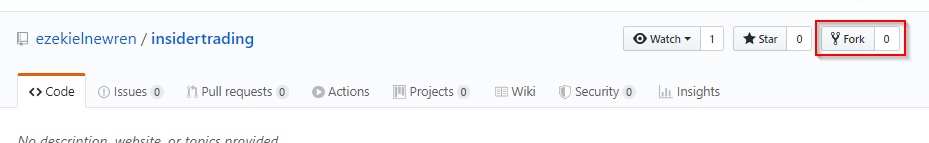 ezekielnewren / insidertrading
Watch 1 Star 0 Fork 0
Code Issues 0 Pull requests 0 Actions Projects 0 Wiki Security 0 Insights
No description, website, or topics provided.